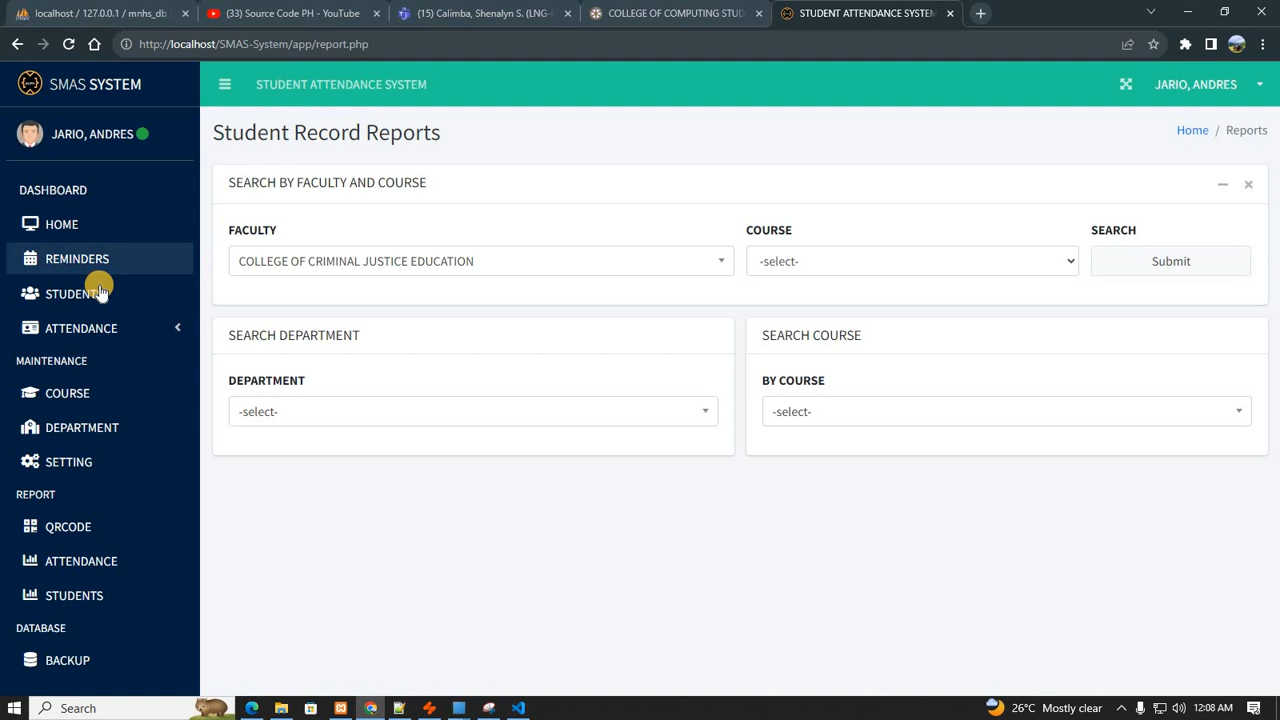 localhost / 127.0.0.1 / mnhs_db
(33) Source Code PH - YouTube
(15) Calimba, Shenalyn S. (LNG-
COLLEGE OF COMPUTING STUD
STUDENT ATTENDANCE SYSTEM
http://localhost/SMAS-System/app/report.php
SMAS SYSTEM
STUDENT ATTENDANCE SYSTEM
JARIO, ANDRES
JARIO, ANDRES
Student Record Reports
Home / Reports
DASHBOARD
HOME
REMINDERS
STUDENTS
ATTENDANCE
MAINTENANCE
COURSE
DEPARTMENT
SETTING
REPORT
QRCODE
ATTENDANCE
STUDENTS
DATABASE
BACKUP
SEARCH BY FACULTY AND COURSE
FACULTY
COURSE
SEARCH
COLLEGE OF CRIMINAL JUSTICE EDUCATION
-select-
Submit
SEARCH DEPARTMENT
DEPARTMENT
-select-
SEARCH COURSE
BY COURSE
-select-
Search
26°C Mostly clear
12:08 AM